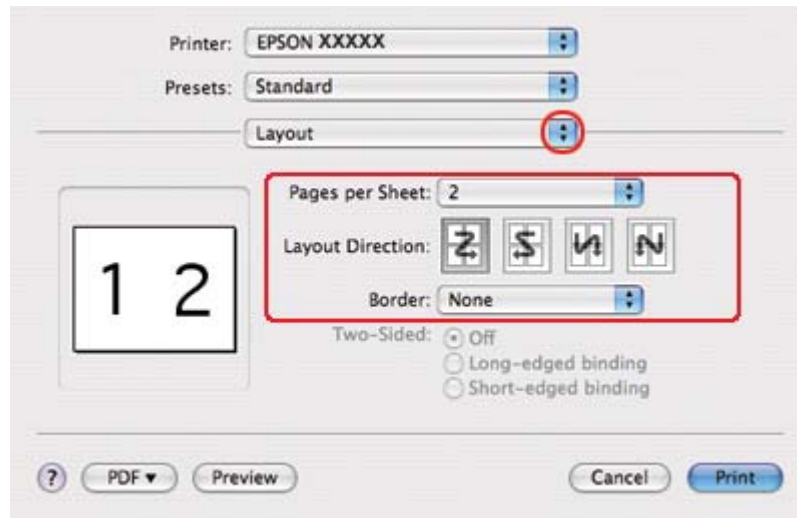 Printer: EPSON XXXXX
Presets: Standard
Layout
Pages per Sheet: 2
Layout Direction:
1 2
Border: None
Two-Sided: Off
Long-edged binding
Short-edged binding
? PDF Preview Cancel Print